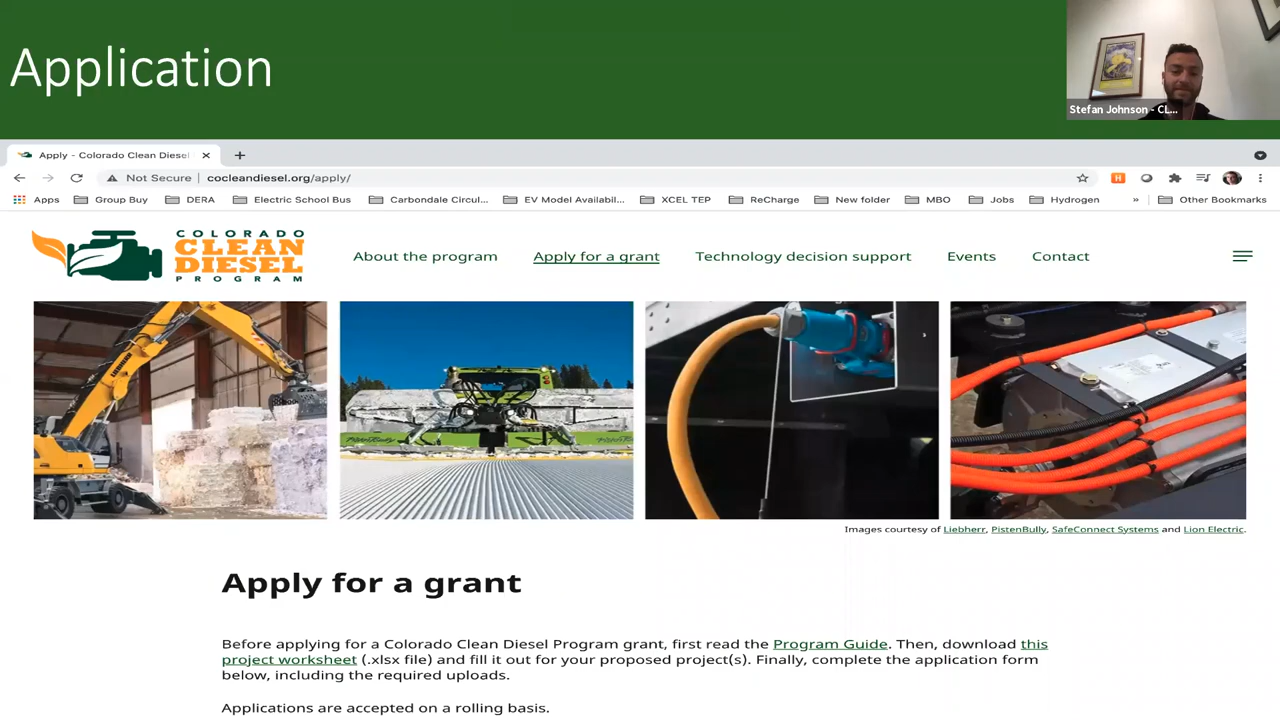 Application
Stefan Johnson - CL...
Apply - Colorado Clean Diesel
Not Secure
cocleandiesel.org/apply/
H
Apps
Group Buy
DERA
Electric School Bus
Carbondale Circul...
EV Model Availabil...
XCEL TEP
ReCharge
New folder
MBO
Jobs
Hydrogen
»
Other Bookmarks
COLORADO
CLEAN
DIESEL
PROGRAM
About the program
Apply for a grant
Technology decision support
Events
Contact
PistenBully
PistenBully
Images courtesy of Liebherr, PistenBully, SafeConnect Systems and Lion Electric.
Apply for a grant
Before applying for a Colorado Clean Diesel Program grant, first read the Program Guide. Then, download this
project worksheet (.xlsx file) and fill it out for your proposed project(s). Finally, complete the application form
below, including the required uploads.
Applications are accepted on a rolling basis.